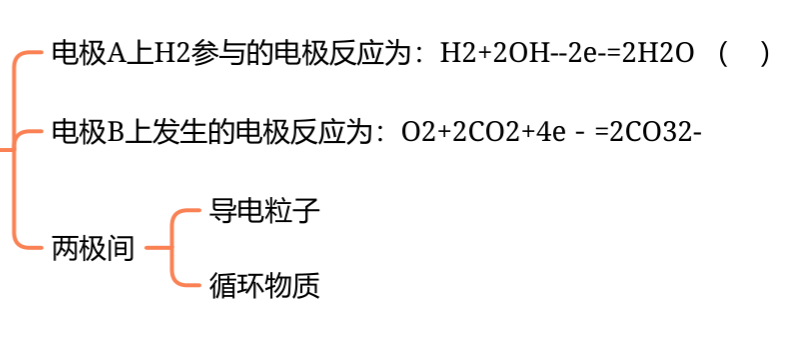 电极A上H2参与的电极反应为：H2+2OH--2e-=2H2O（　）
电极B上发生的电极反应为：O2+2CO2+4e－=2CO32-
两极间
导电粒子
循环物质